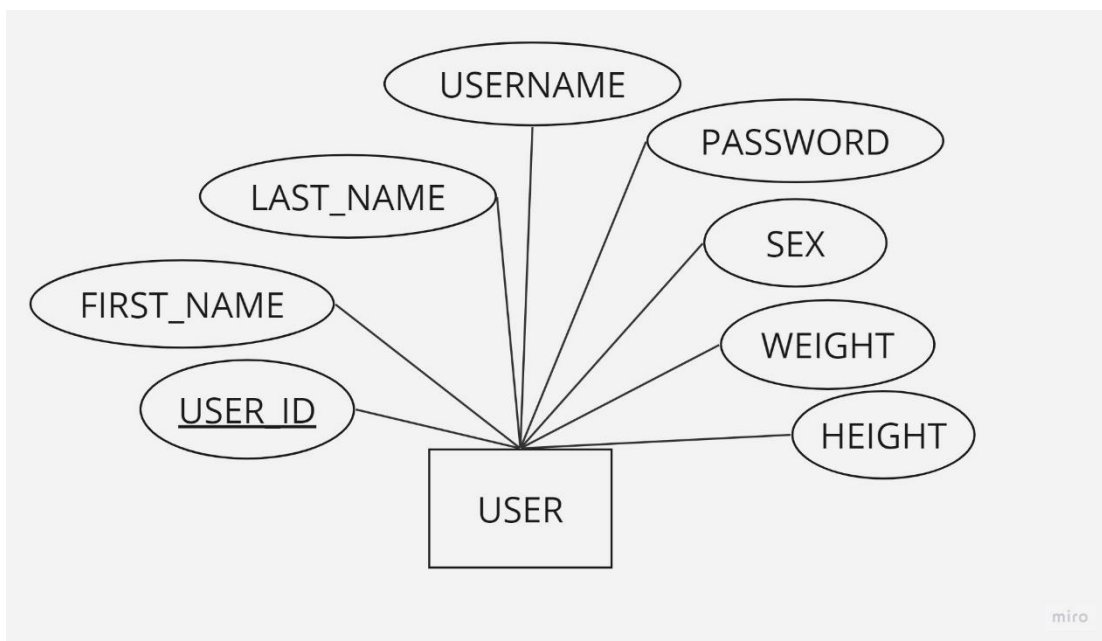 USERNAME
PASSWORD
LAST_NAME
SEX
FIRST_NAME
WEIGHT
USER_ID
HEIGHT
USER
miro